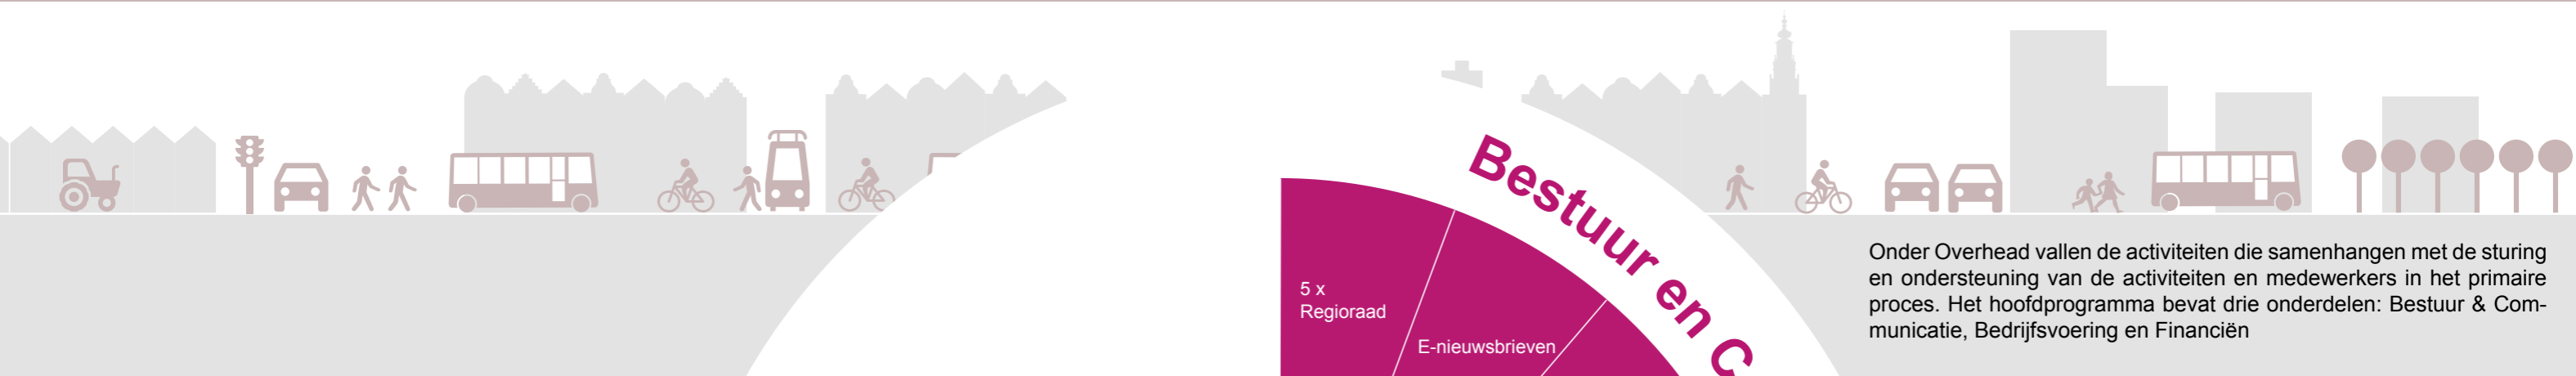 Bestuur en C
5 x
Regioraad
E-nieuwsbrieven
Onder Overhead vallen de activiteiten die samenhangen met de sturing
en ondersteuning van de activiteiten en medewerkers in het primaire
proces. Het hoofdprogramma bevat drie onderdelen: Bestuur & Com-
municatie, Bedrijfsvoering en Financiën